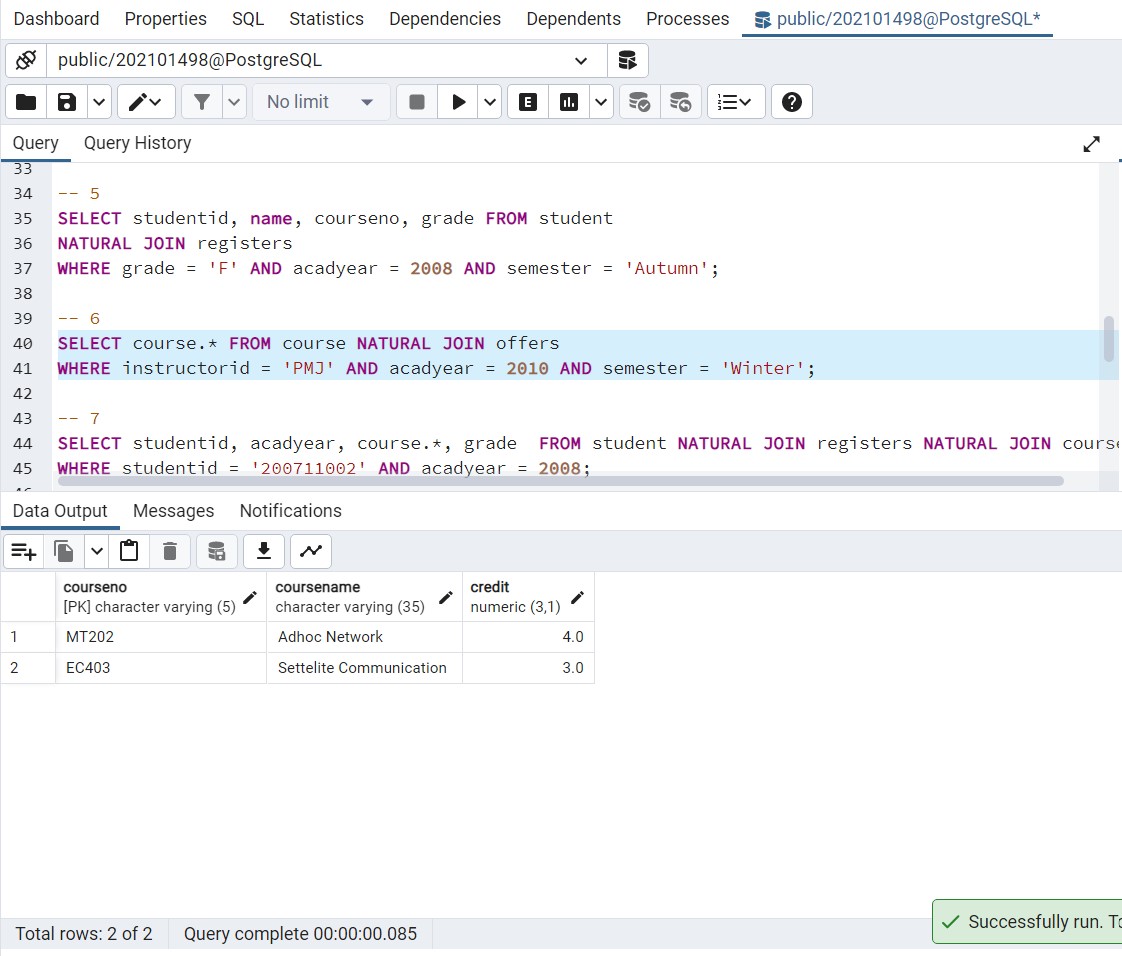 Dashboard Properties SQL Statistics Dependencies Dependents Processes public/202101498@PostgreSQL*
public/202101498@PostgreSQL
No limit
E
Query Query History
33
34 -- 5
35 SELECT studentid, name, courseno, grade FROM student
36 NATURAL JOIN registers
37 WHERE grade = 'F' AND acadyear = 2008 AND semester = 'Autumn';
38
39 -- 6
40 SELECT course.* FROM course NATURAL JOIN offers
41 WHERE instructorid = 'PMJ' AND acadyear = 2010 AND semester = 'Winter';
42
43 -- 7
44 SELECT studentid, acadyear, course.*, grade  FROM student NATURAL JOIN registers NATURAL JOIN course
45 WHERE studentid = '200711002' AND acadyear = 2008;
Data Output Messages Notifications
courseno coursename credit
[PK] character varying (5) character varying (35) numeric (3,1)
1 MT202 Adhoc Network 4.0
2 EC403 Settelite Communication 3.0
Total rows: 2 of 2 Query complete 00:00:00.085
Successfully run.